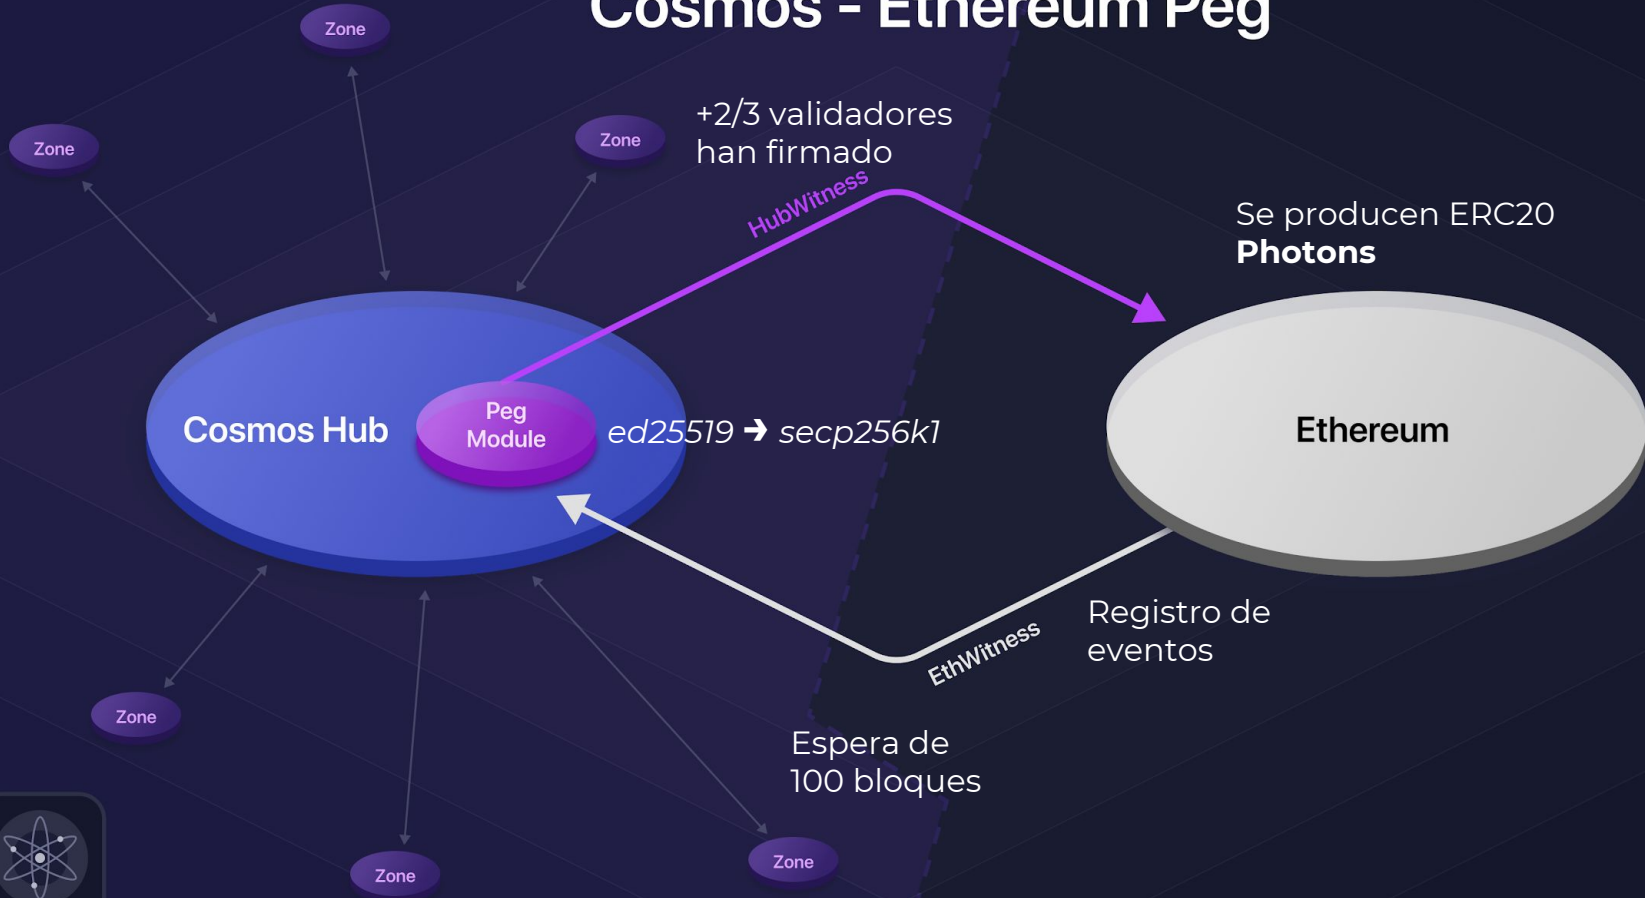 Cosmos - Ethereum Peg
Zone
Zone
Zone
+2/3 validadores
han firmado
HubWitness
Se producen ERC20
Photons
Cosmos Hub
Peg
Module
ed25519 → secp256k1
Ethereum
EthWitness
Registro de
eventos
Zone
Espera de
100 bloques
Zone
Zone